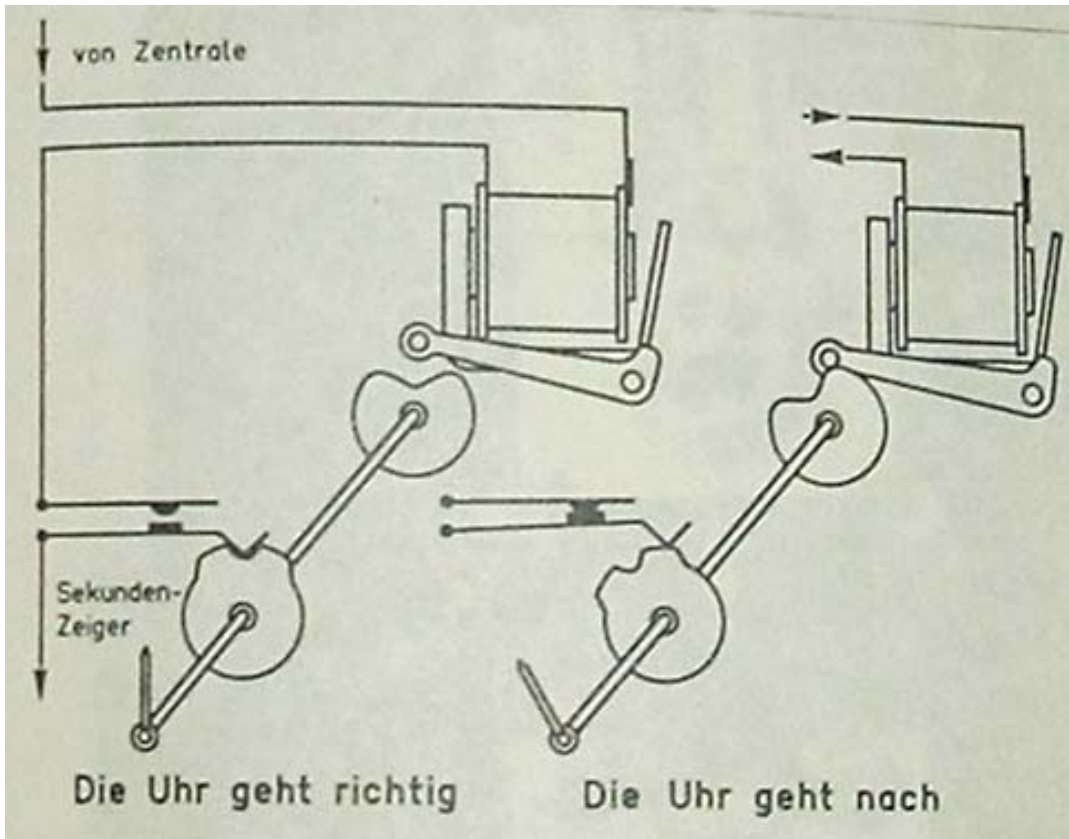 von Zentrale
Sekunden-
Zeiger
Die Uhr geht richtig
Die Uhr geht nach